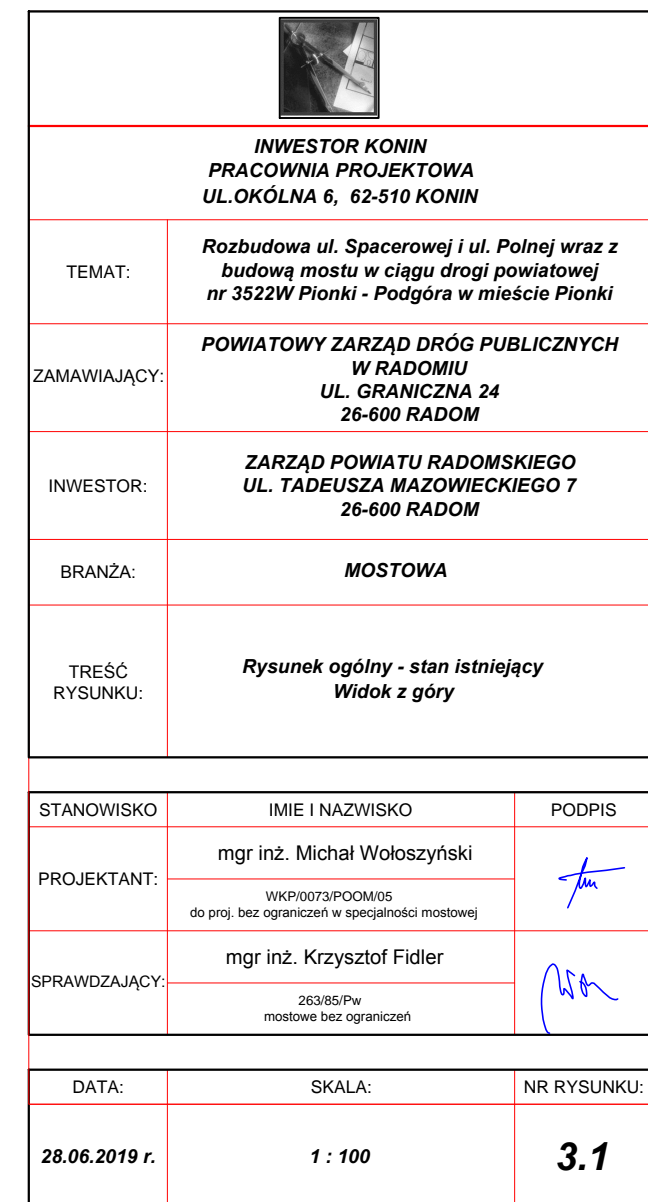 INWESTOR KONIN
PRACOWNIA PROJEKTOWA
UL.OKÓLNA 6, 62-510 KONIN
TEMAT:
Rozbudowa ul. Spacerowej i ul. Polnej wraz z
budową mostu w ciągu drogi powiatowej
nr 3522W Pionki - Podgóra w mieście Pionki
ZAMAWIAJĄCY:
POWIATOWY ZARZĄD DRÓG PUBLICZNYCH
W RADOMIU
UL. GRANICZNA 24
26-600 RADOM
INWESTOR:
ZARZĄD POWIATU RADOMSKIEGO
UL. TADEUSZA MAZOWIECKIEGO 7
26-600 RADOM
BRANŻA:
MOSTOWA
TREŚĆ
RYSUNKU:
Rysunek ogólny - stan istniejący
Widok z góry
STANOWISKO IMIE I NAZWISKO PODPIS
PROJEKTANT:
mgr inż. Michał Wołoszyński
WKP/0073/POOM/05
do proj. bez ograniczeń w specjalności mostowej
SPRAWDZAJĄCY:
mgr inż. Krzysztof Fidler
263/85/Pw
mostowe bez ograniczeń
DATA: SKALA: NR RYSUNKU:
28.06.2019 r. 1 : 100 3.1